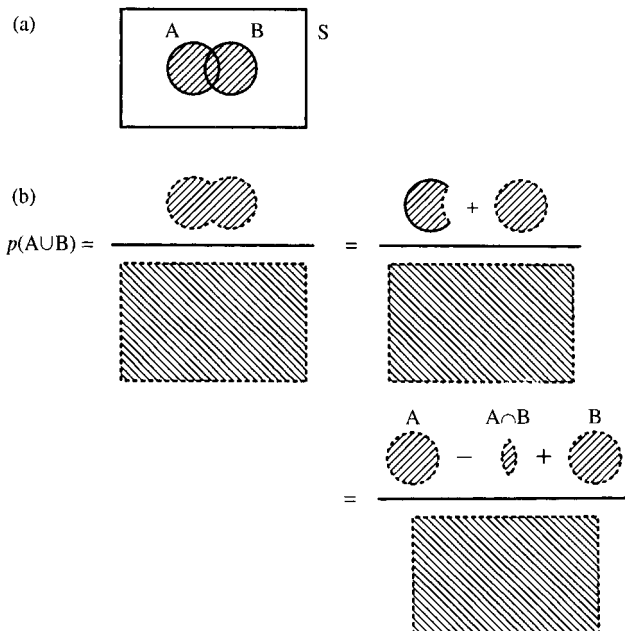 (a)
A B S
(b)
p(A∪B) = =
+
A A∩B B
= − +